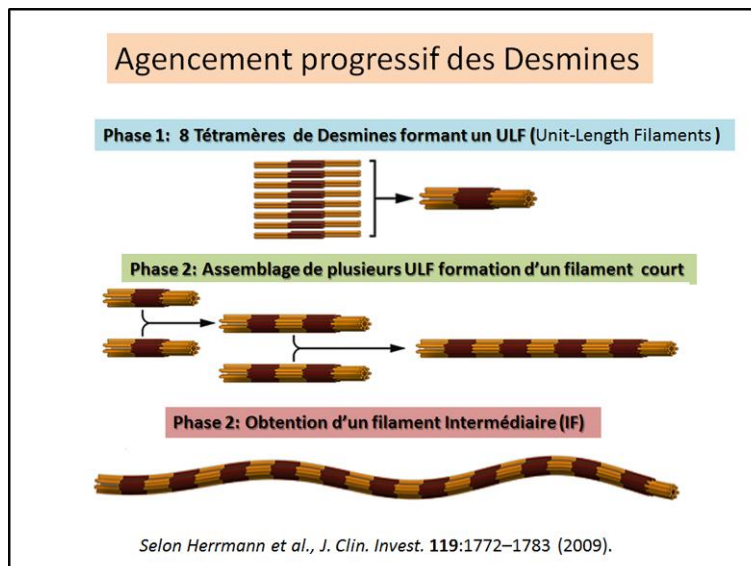 Agencement progressif des Desmines
Phase 1: 8 Tétramères de Desmines formant un ULF (Unit-Length Filaments )
Phase 2: Assemblage de plusieurs ULF formation d’un filament court
Phase 2: Obtention d’un filament Intermédiaire (IF)
Selon Herrmann et al., J. Clin. Invest. 119:1772–1783 (2009).